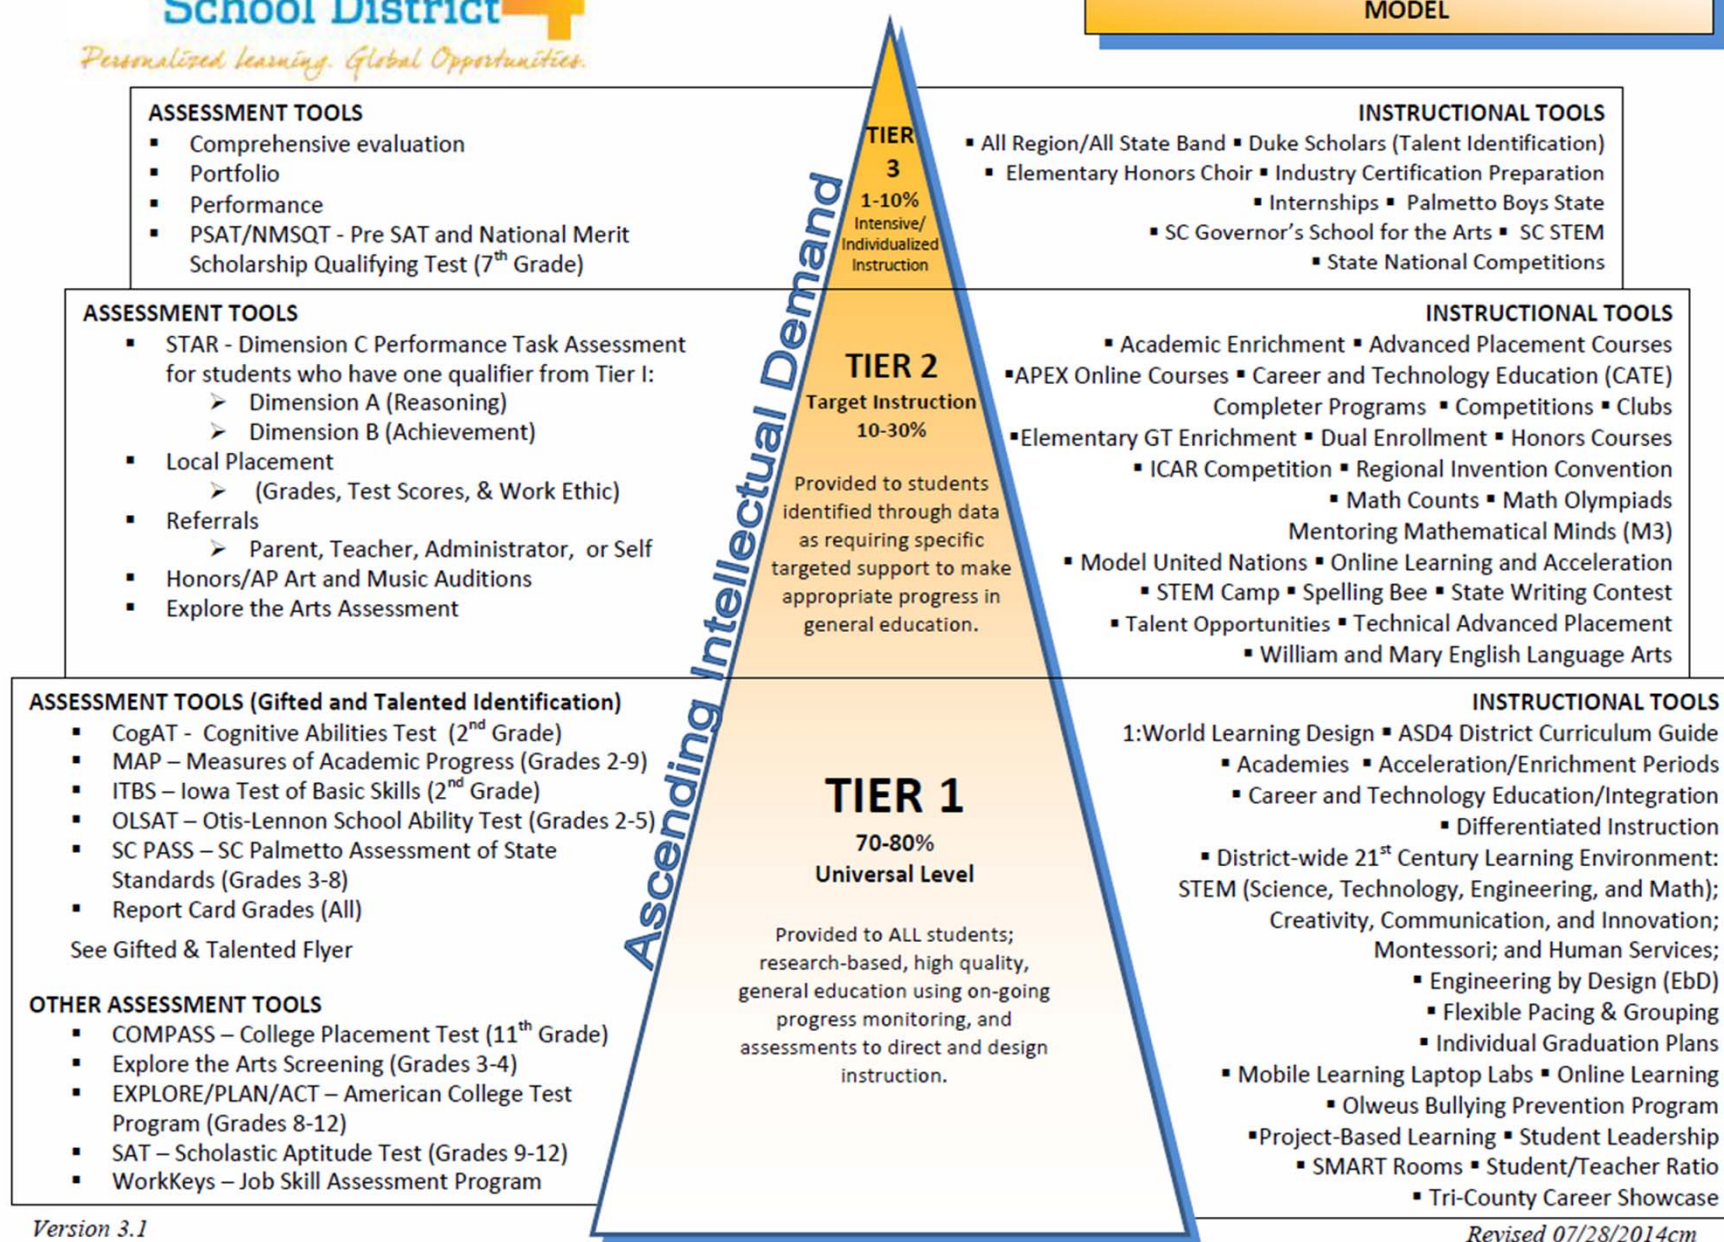 School District 4
Personalized Learning. Global Opportunities.
MODEL
ASSESSMENT TOOLS
▪ Comprehensive evaluation
▪ Portfolio
▪ Performance
▪ PSAT/NMSQT - Pre SAT and National Merit
Scholarship Qualifying Test (7th Grade)
TIER
3
1-10%
Intensive/
Individualized
Instruction
INSTRUCTIONAL TOOLS
▪ All Region/All State Band ▪ Duke Scholars (Talent Identification)
▪ Elementary Honors Choir ▪ Industry Certification Preparation
▪ Internships ▪ Palmetto Boys State
▪ SC Governor's School for the Arts ▪ SC STEM
▪ State National Competitions
Ascending Intellectual Demand
ASSESSMENT TOOLS
▪ STAR - Dimension C Performance Task Assessment
for students who have one qualifier from Tier I:
➢ Dimension A (Reasoning)
➢ Dimension B (Achievement)
▪ Local Placement
➢ (Grades, Test Scores, & Work Ethic)
▪ Referrals
➢ Parent, Teacher, Administrator, or Self
▪ Honors/AP Art and Music Auditions
▪ Explore the Arts Assessment
TIER 2
Target Instruction
10-30%
Provided to students
identified through data
as requiring specific
targeted support to make
appropriate progress in
general education.
INSTRUCTIONAL TOOLS
▪ Academic Enrichment ▪ Advanced Placement Courses
▪APEX Online Courses ▪ Career and Technology Education (CATE)
Completer Programs ▪ Competitions ▪ Clubs
▪Elementary GT Enrichment ▪ Dual Enrollment ▪ Honors Courses
▪ ICAR Competition ▪ Regional Invention Convention
▪ Math Counts ▪ Math Olympiads
Mentoring Mathematical Minds (M3)
▪ Model United Nations ▪ Online Learning and Acceleration
▪ STEM Camp ▪ Spelling Bee ▪ State Writing Contest
▪ Talent Opportunities ▪ Technical Advanced Placement
▪ William and Mary English Language Arts
ASSESSMENT TOOLS (Gifted and Talented Identification)
▪ CogAT - Cognitive Abilities Test (2nd Grade)
▪ MAP – Measures of Academic Progress (Grades 2-9)
▪ ITBS – Iowa Test of Basic Skills (2nd Grade)
▪ OLSAT – Otis-Lennon School Ability Test (Grades 2-5)
▪ SC PASS – SC Palmetto Assessment of State
Standards (Grades 3-8)
▪ Report Card Grades (All)
See Gifted & Talented Flyer
OTHER ASSESSMENT TOOLS
▪ COMPASS – College Placement Test (11th Grade)
▪ Explore the Arts Screening (Grades 3-4)
▪ EXPLORE/PLAN/ACT – American College Test
Program (Grades 8-12)
▪ SAT – Scholastic Aptitude Test (Grades 9-12)
▪ WorkKeys – Job Skill Assessment Program
TIER 1
70-80%
Universal Level
Provided to ALL students;
research-based, high quality,
general education using on-going
progress monitoring, and
assessments to direct and design
instruction.
INSTRUCTIONAL TOOLS
1:World Learning Design ▪ ASD4 District Curriculum Guide
▪ Academies ▪ Acceleration/Enrichment Periods
▪ Career and Technology Education/Integration
▪ Differentiated Instruction
▪ District-wide 21st Century Learning Environment:
STEM (Science, Technology, Engineering, and Math);
Creativity, Communication, and Innovation;
Montessori; and Human Services;
▪ Engineering by Design (EbD)
▪ Flexible Pacing & Grouping
▪ Individual Graduation Plans
▪ Mobile Learning Laptop Labs ▪ Online Learning
▪ Olweus Bullying Prevention Program
▪Project-Based Learning ▪ Student Leadership
▪ SMART Rooms ▪ Student/Teacher Ratio
▪ Tri-County Career Showcase
Version 3.1
Revised 07/28/2014cm